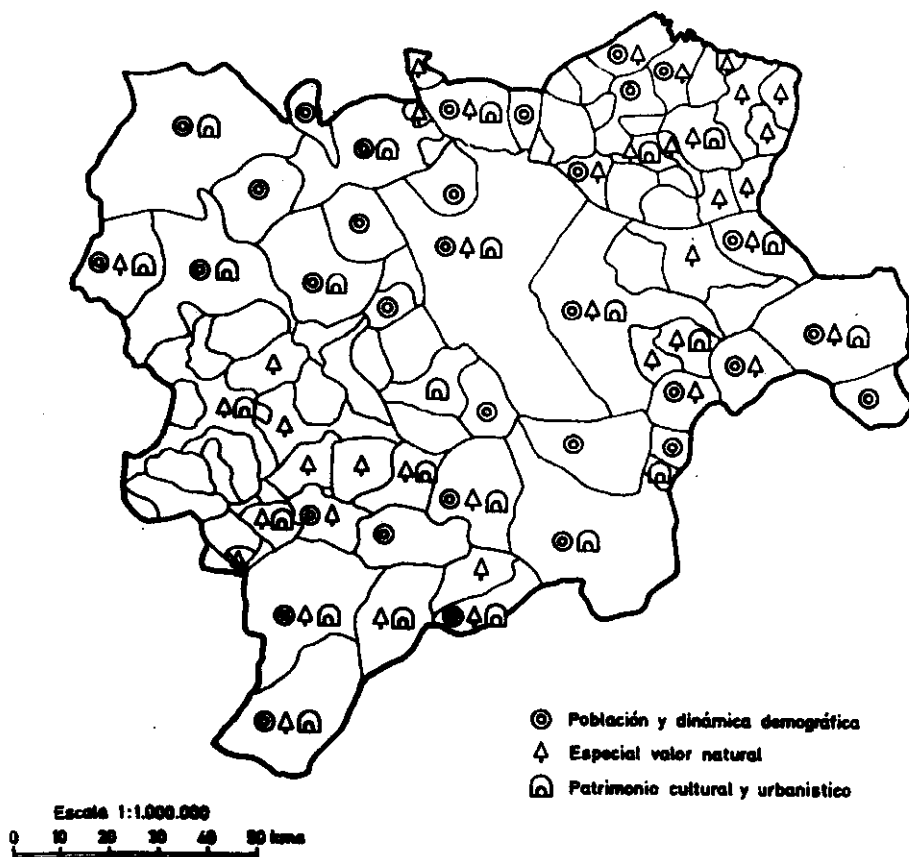 Población y dinámica demográfica
Especial valor natural
Patrimonio cultural y urbanístico
Escala 1:1.000.000
0 10 20 30 40 50 kms